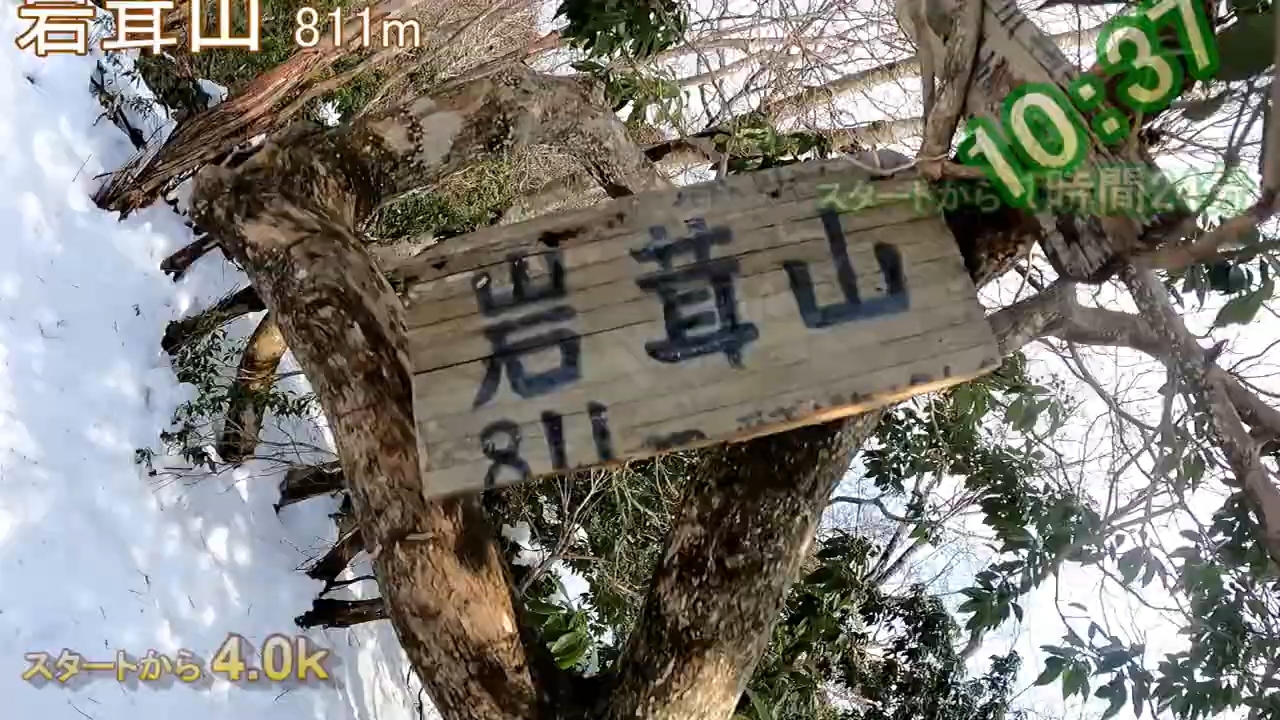 岩茸山 811m
10:37
スタートから 1時間24分
岩茸山
811
スタートから 4.0k